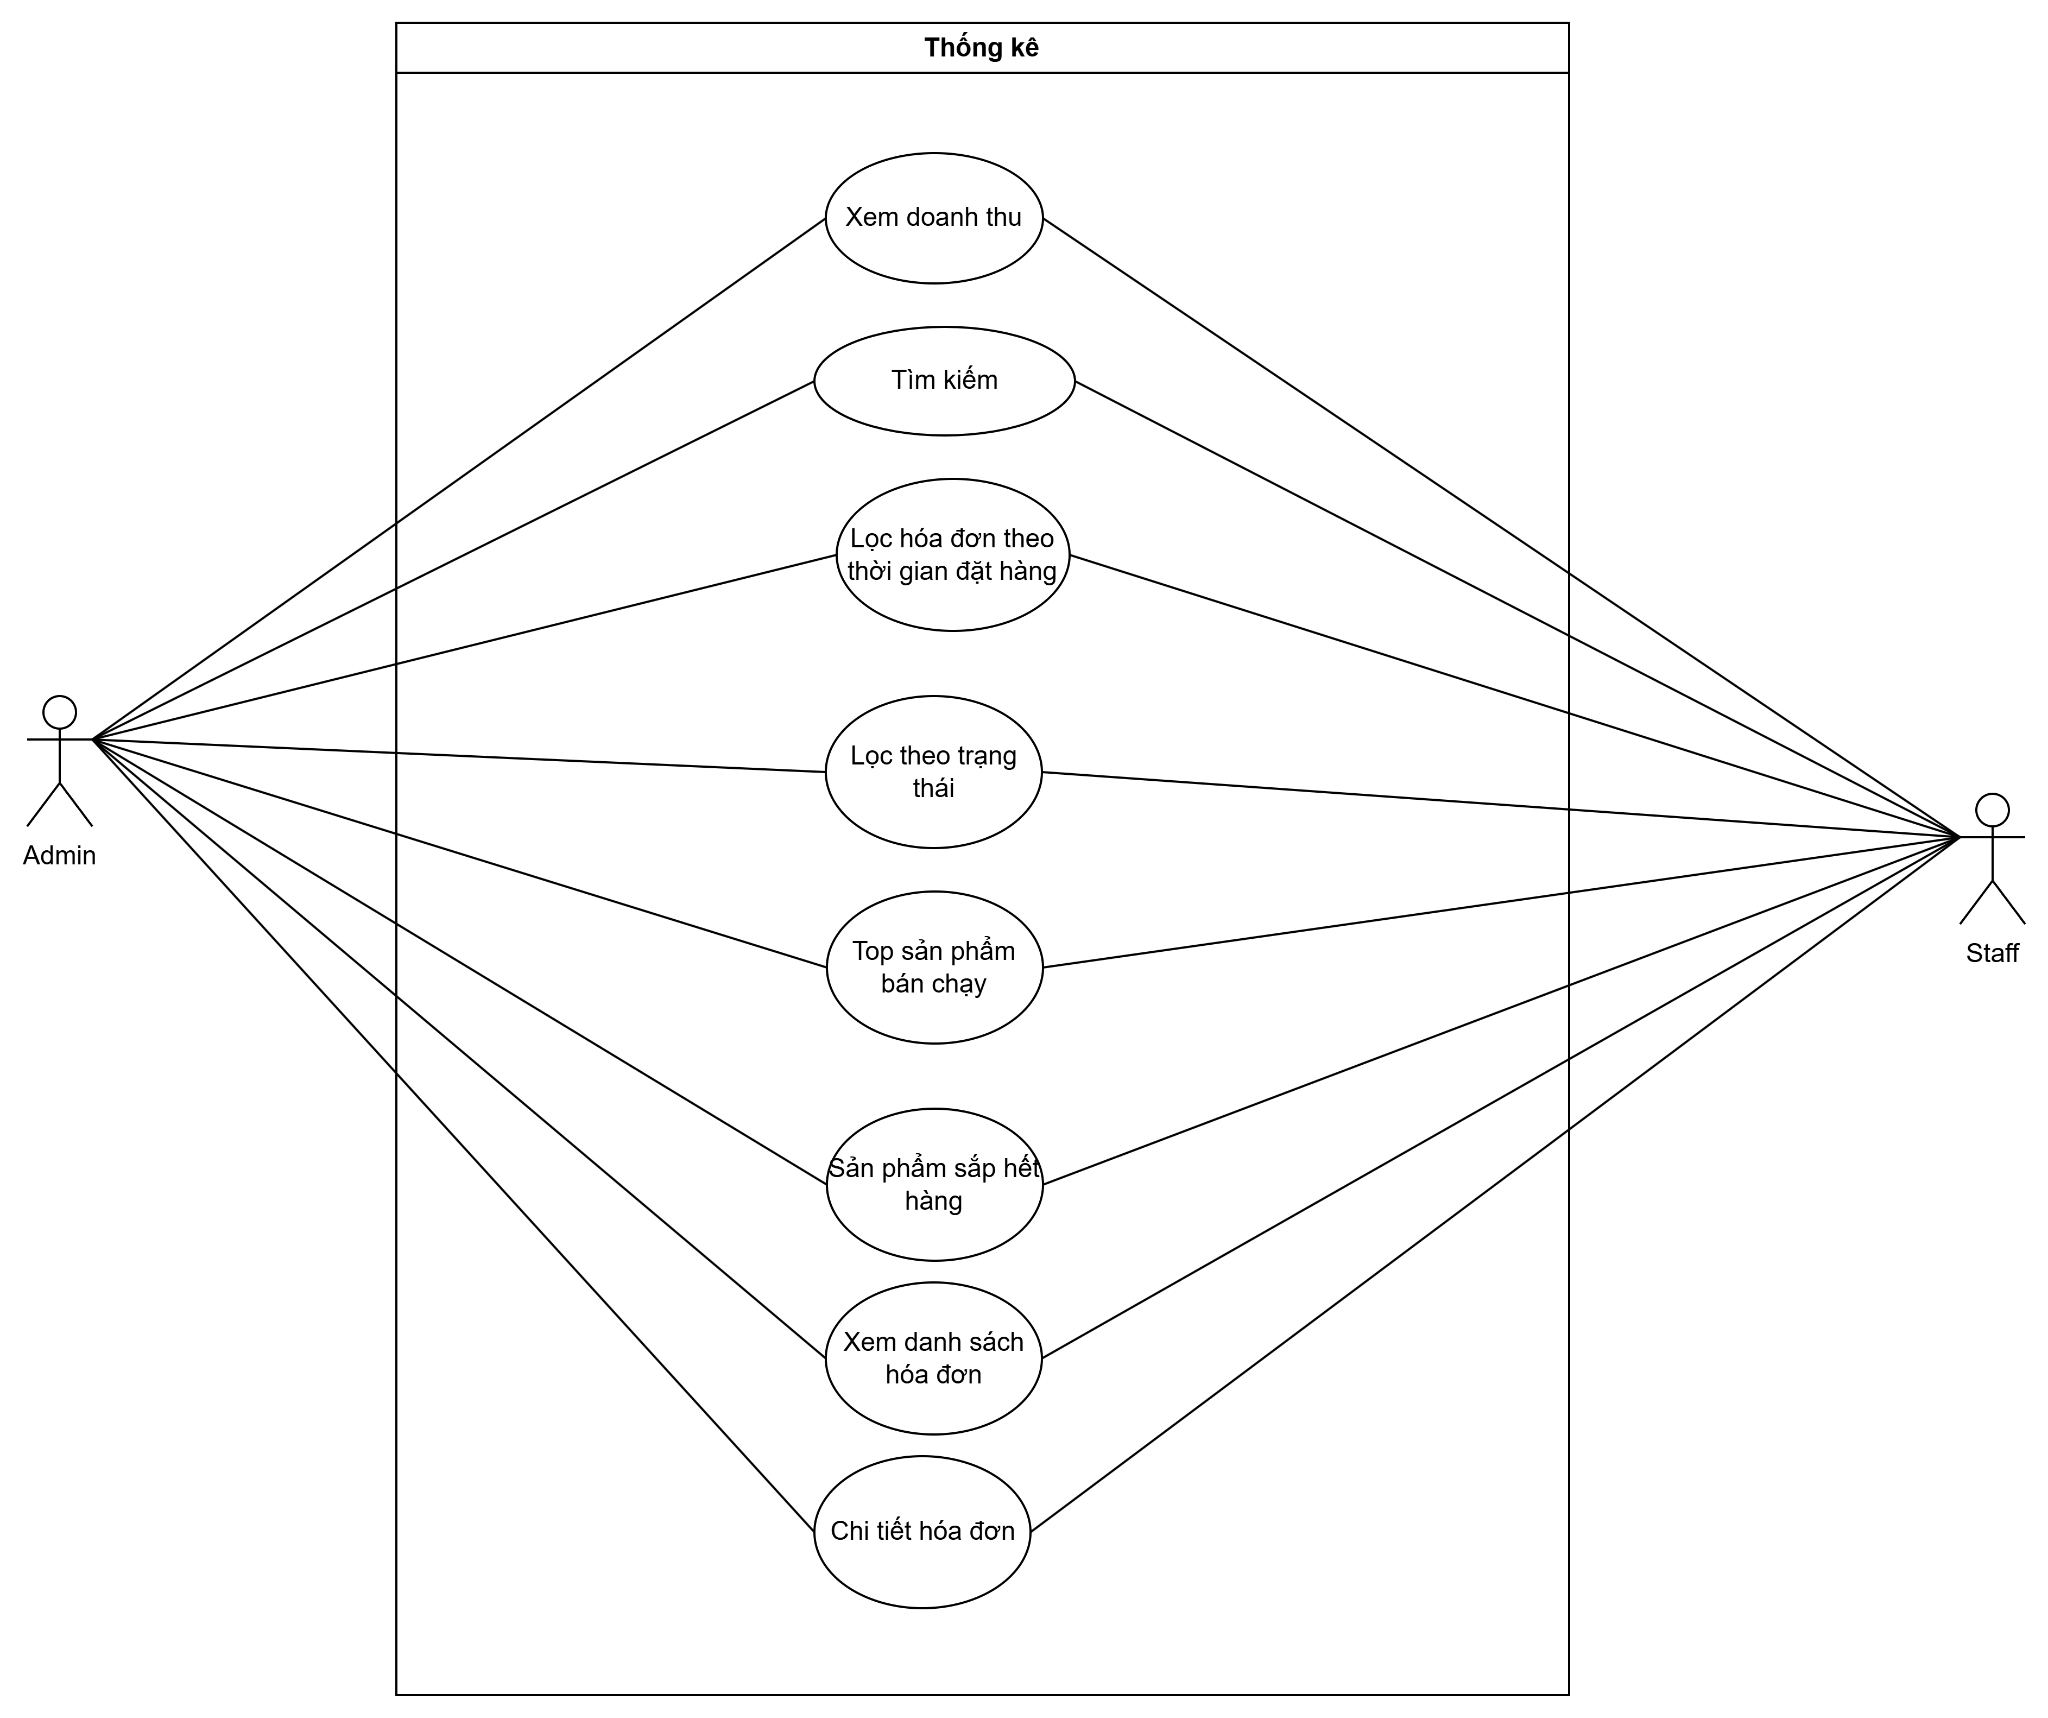 Thống kê
Xem doanh thu
Tìm kiếm
Lọc hóa đơn theo
thời gian đặt hàng
Lọc theo trạng
thái
Admin
Top sản phẩm
bán chạy
Staff
Sản phẩm sắp hết
hàng
Xem danh sách
hóa đơn
Chi tiết hóa đơn